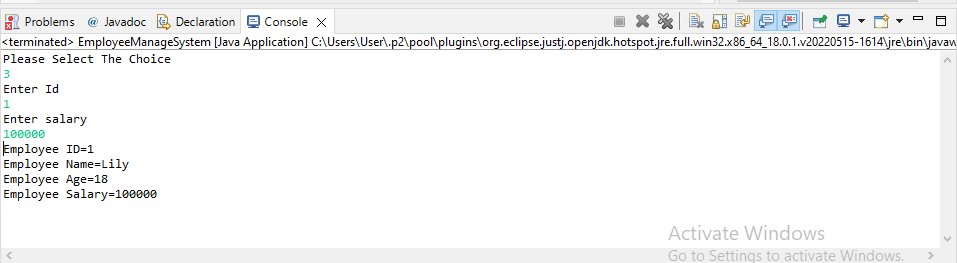 Problems @ Javadoc Declaration Console
<terminated> EmployeeManageSystem [Java Application] C:\Users\User\.p2\pool\plugins\org.eclipse.justj.openjdk.hotspot.jre.full.win32.x86_64_18.0.1.v20220515-1614\jre\bin\javaw
Please Select The Choice
3
Enter Id
1
Enter salary
100000
Employee ID=1
Employee Name=Lily
Employee Age=18
Employee Salary=100000
Activate Windows
Go to Settings to activate Windows.